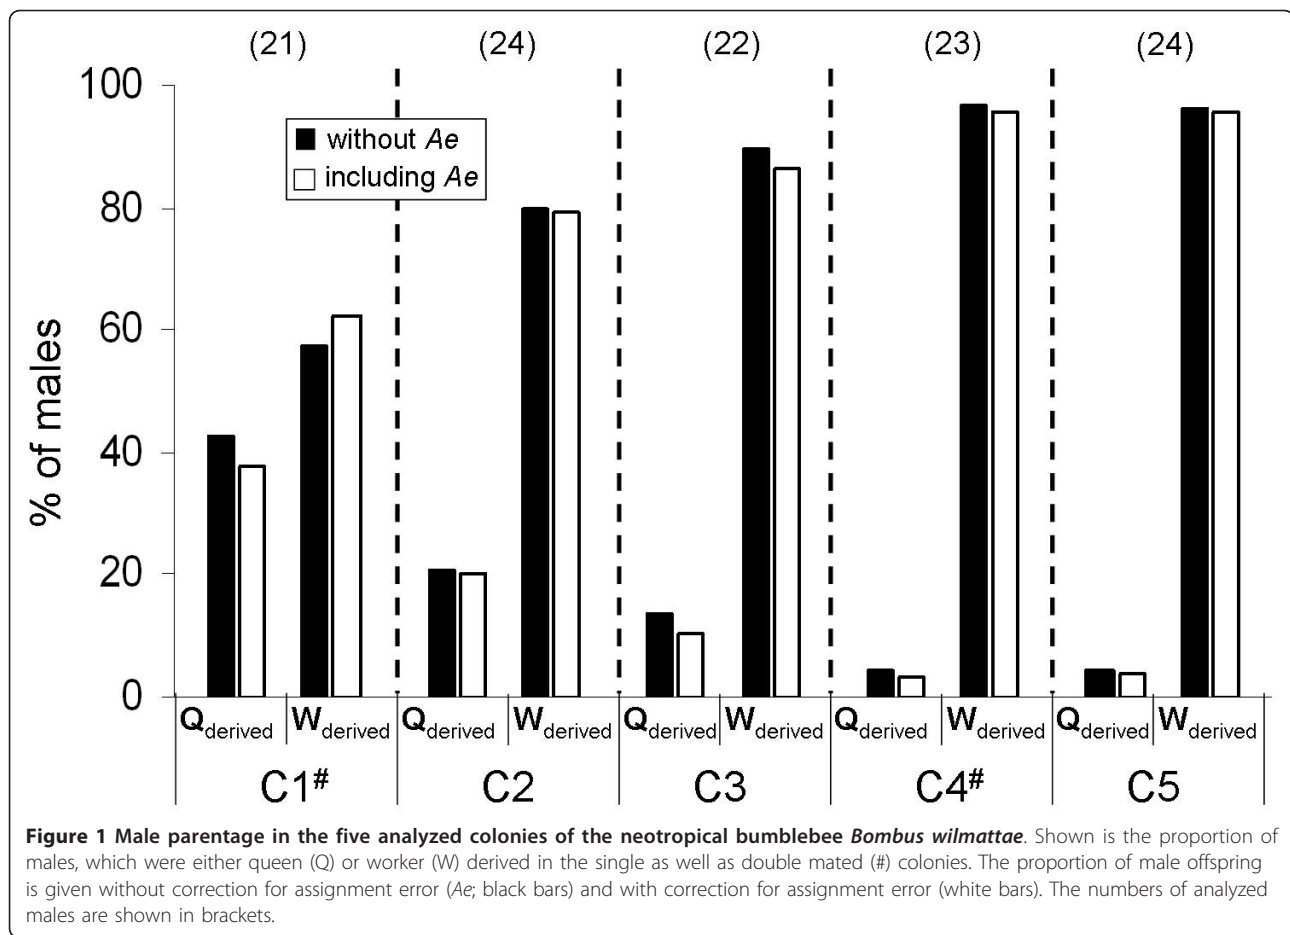 (21) (24) (22) (23) (24)
100
80
60
40
20
0
% of males
without Ae
including Ae
Qderived Wderived Qderived Wderived Qderived Wderived Qderived Wderived Qderived Wderived
C1# C2 C3 C4# C5
Figure 1 Male parentage in the five analyzed colonies of the neotropical bumblebee Bombus wilmattae. Shown is the proportion of
males, which were either queen (Q) or worker (W) derived in the single as well as double mated (#) colonies. The proportion of male offspring
is given without correction for assignment error (Ae; black bars) and with correction for assignment error (white bars). The numbers of analyzed
males are shown in brackets.